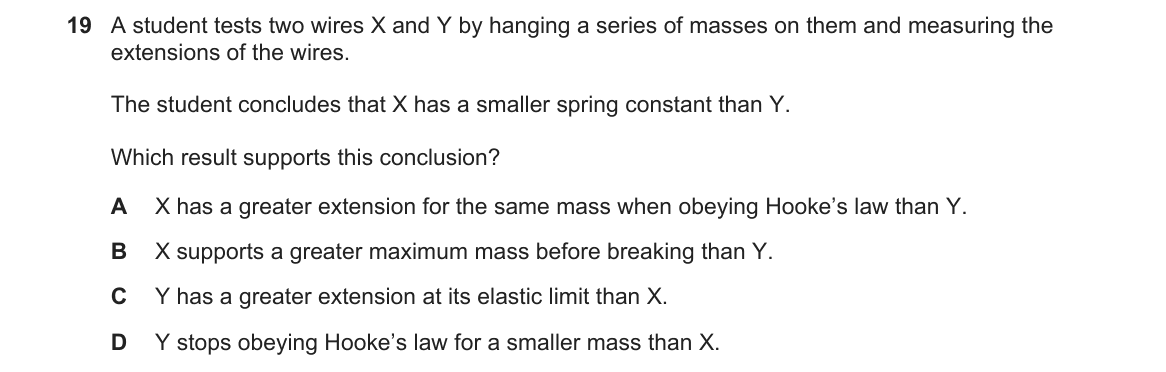 19 A student tests two wires X and Y by hanging a series of masses on them and measuring the
extensions of the wires.
The student concludes that X has a smaller spring constant than Y.
Which result supports this conclusion?
A X has a greater extension for the same mass when obeying Hooke’s law than Y.
B X supports a greater maximum mass before breaking than Y.
C Y has a greater extension at its elastic limit than X.
D Y stops obeying Hooke’s law for a smaller mass than X.